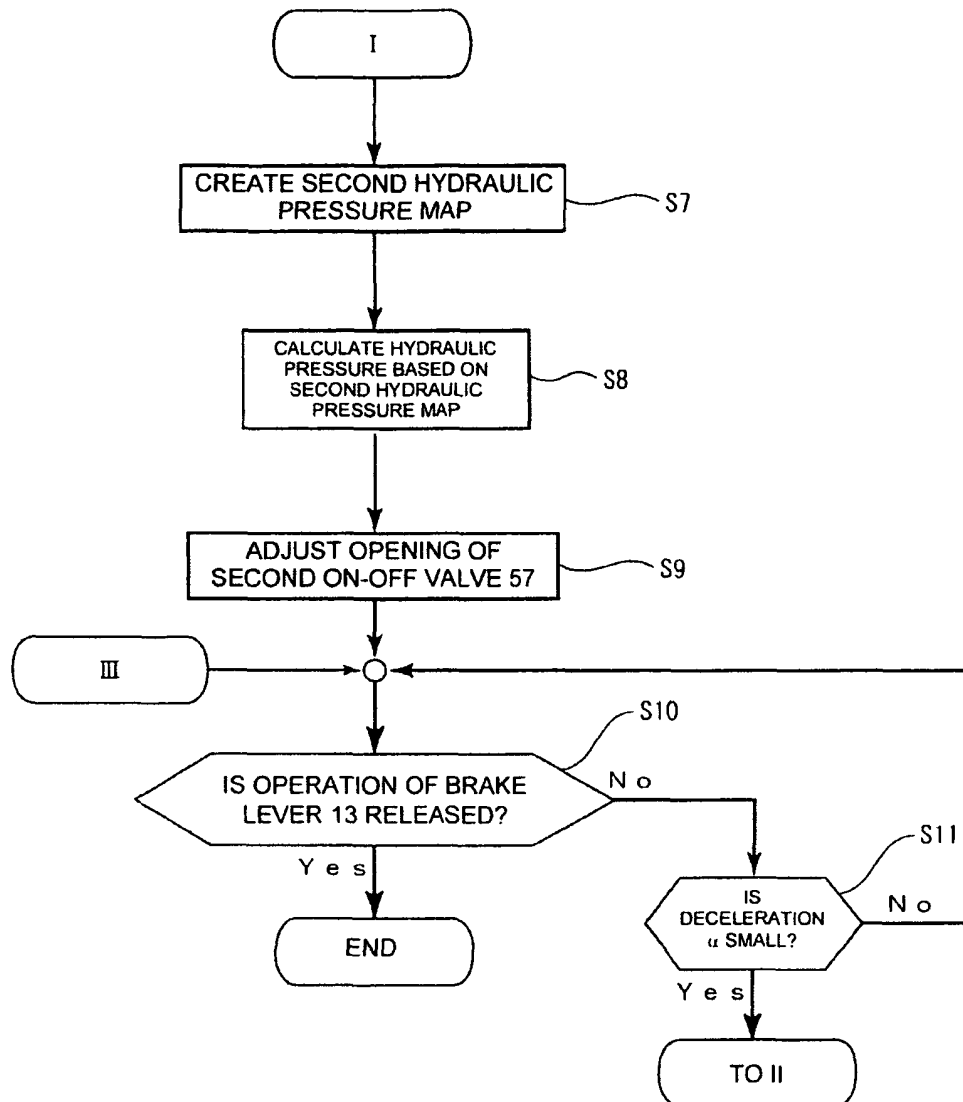 I
CREATE SECOND HYDRAULIC
PRESSURE MAP
S7
CALCULATE HYDRAULIC
PRESSURE BASED ON
SECOND HYDRAULIC
PRESSURE MAP
S8
ADJUST OPENING OF
SECOND ON-OFF VALVE 57
S9
III
S10
IS OPERATION OF BRAKE
LEVER 13 RELEASED?
No
Yes
S11
IS
DECELERATION
α SMALL?
No
Yes
END
TO II